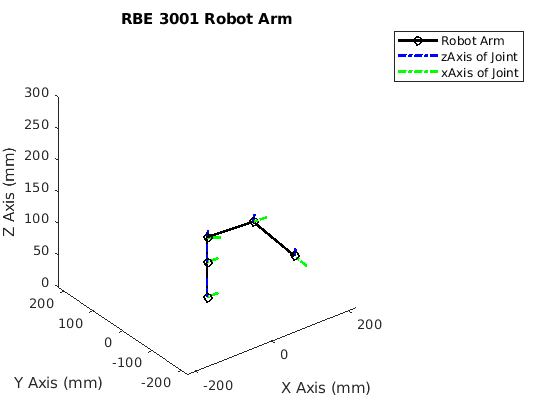 RBE 3001 Robot Arm
Robot Arm
zAxis of Joint
xAxis of Joint
300
250
200
150
100
50
0
Z Axis (mm)
200
100
0
-100
-200
Y Axis (mm)
-200
0
200
X Axis (mm)